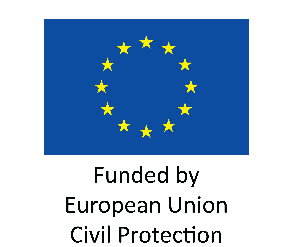 Funded by
European Union
Civil Protection